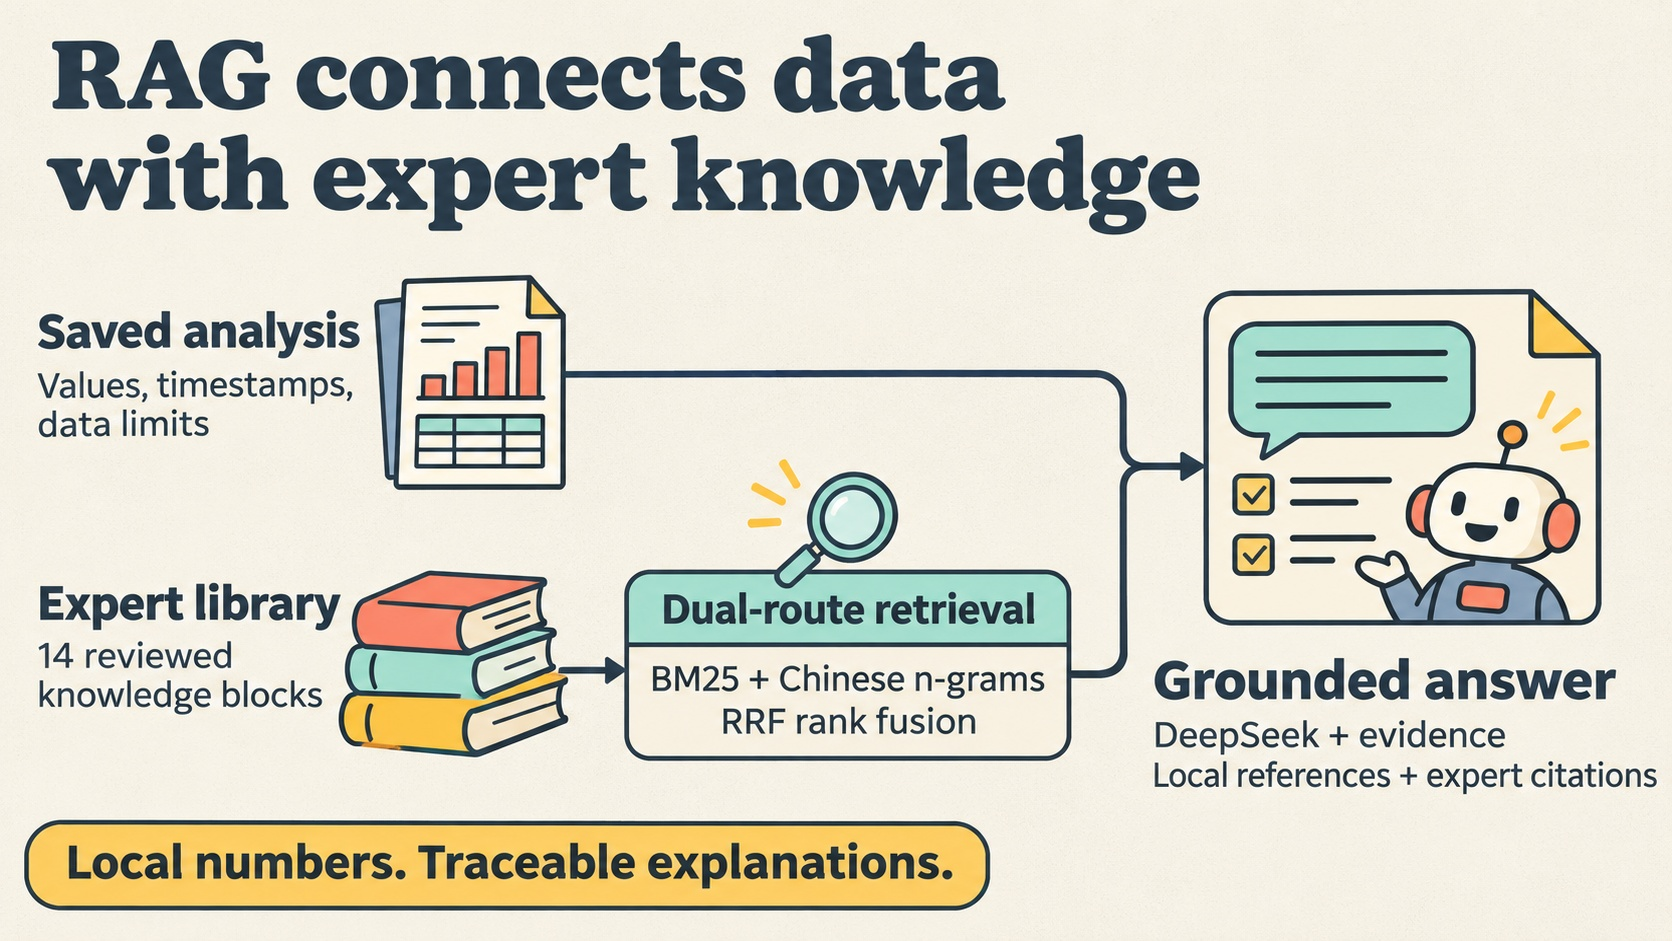 RAG connects data
with expert knowledge
Saved analysis
Values, timestamps,
data limits
Expert library
14 reviewed
knowledge blocks
Dual-route retrieval
BM25 + Chinese n-grams
RRF rank fusion
Grounded answer
DeepSeek + evidence
Local references + expert citations
Local numbers. Traceable explanations.